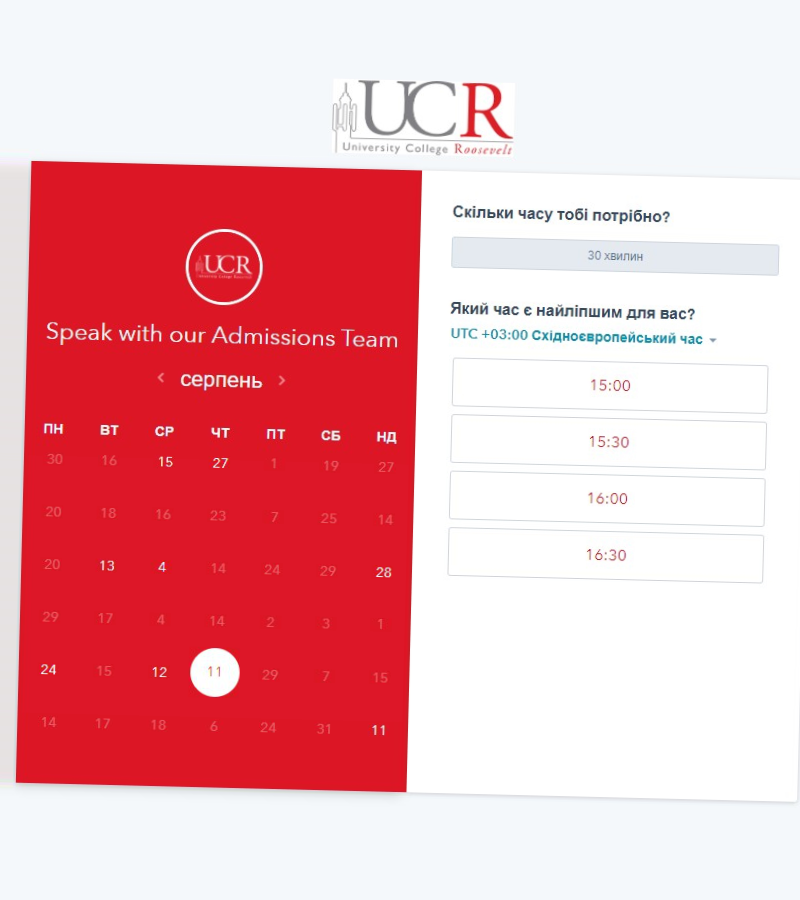 UCR
University College Roosevelt
UCR
Speak with our Admissions Team
серпень
ПН ВТ СР ЧТ ПТ СБ НД
30 16 15 27 1 19 27
20 18 16 23 7 25 14
20 13 4 14 24 29 28
29 17 4 14 2 3 1
24 15 12 11 29 7 15
14 17 18 6 24 31 11
Скільки часу тобі потрібно?
30 хвилин
Який час є найліпшим для вас?
UTC +03:00 Східноєвропейський час
15:00
15:30
16:00
16:30